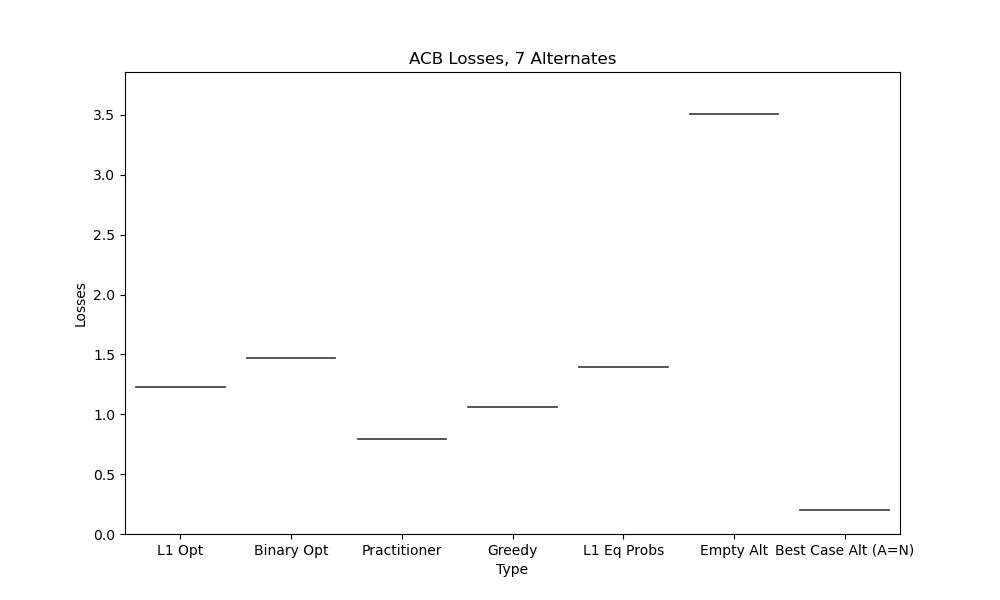 ACB Losses, 7 Alternates
3.5
3.0
2.5
2.0
1.5
1.0
0.5
0.0
Losses
L1 Opt Binary Opt Practitioner Greedy L1 Eq Probs Empty Alt Best Case Alt (A=N)
Type